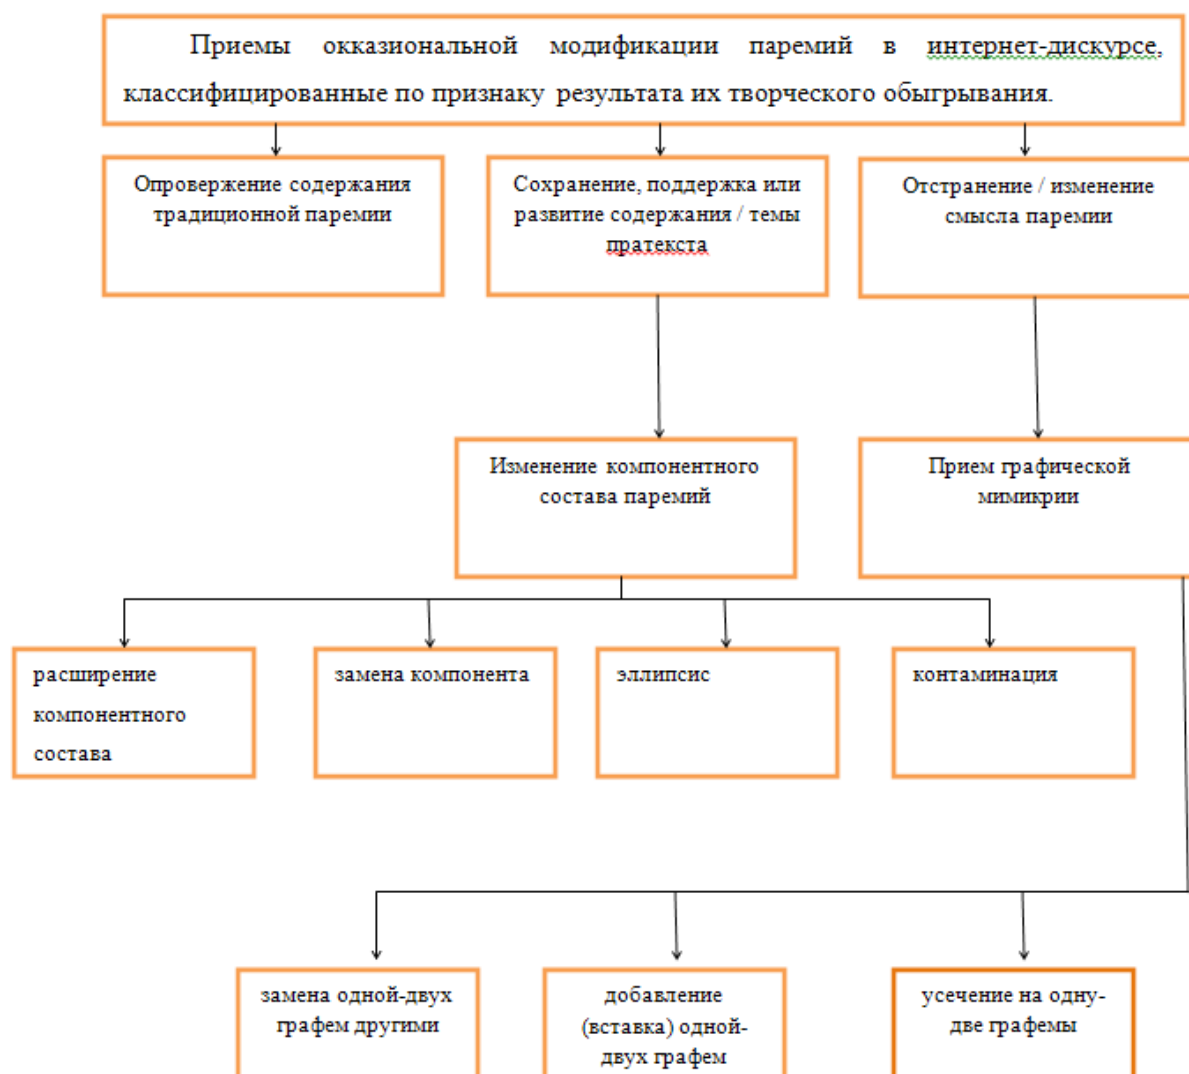 Приемы окказиональной модификации паремий в интернет-дискурсе,
классифицированные по признаку результата их творческого обыгрывания.
Опровержение содержания
традиционной паремии
Сохранение, поддержка или
развитие содержания / темы
пратекста
Отстранение / изменение
смысла паремии
Изменение компонентного
состава паремий
Прием графической
мимикрии
расширение
компонентного
состава
замена компонента
эллипсис
контаминация
замена одной-двух
графем другими
добавление
(вставка) одной-
двух графем
усечение на одну-
две графемы